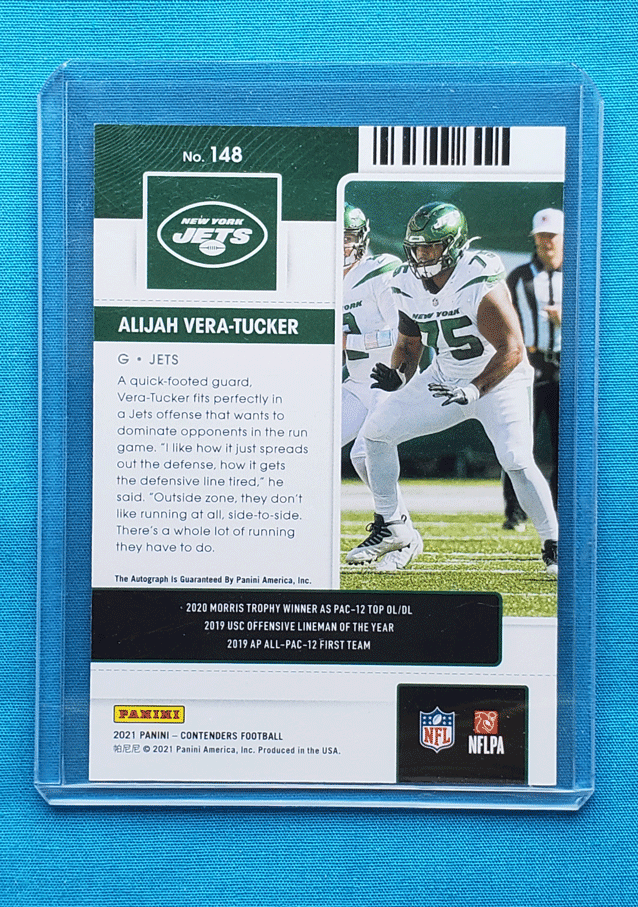 No. 148
NEW YORK
JETS
ALIJAH VERA-TUCKER
G • JETS
A quick-footed guard,
Vera-Tucker fits perfectly in
a Jets offense that wants to
dominate opponents in the run
game. "I like how it just spreads
out the defense, how it gets
the defensive line tired," he
said. "Outside zone, they don't
like running at all, side-to-side.
There's a whole lot of running
they have to do.
The Autograph is Guaranteed By Panini America, Inc.
NEW YORK
75
75
2020 MORRIS TROPHY WINNER AS PAC-12 TOP OL/DL
2019 USC OFFENSIVE LINEMAN OF THE YEAR
2019 AP ALL-PAC-12 FIRST TEAM
PANINI
2021 PANINI – CONTENDERS FOOTBALL
帕尼尼 © 2021 Panini America, Inc. Produced in the USA.
NFL
NFLPA